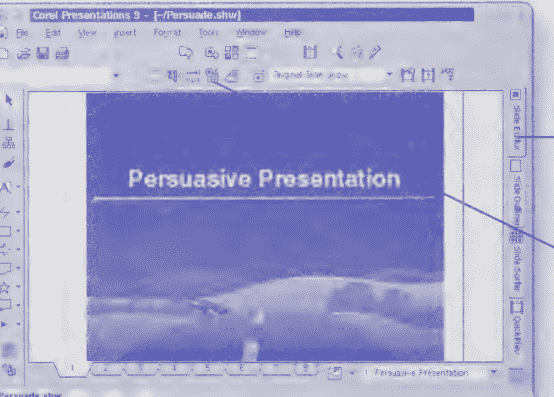 Corel Presentations 9 - [~/Persuade.shw]
File Edit View Insert Format Tools Window Help
Original Slide Show
Persuasive Presentation
Slide Editor
Slide Outliner
Slide Sorter
QuickPlay
1 2 3 4 5 6 7 8
1 Persuasive Presentation
Persuade.shw